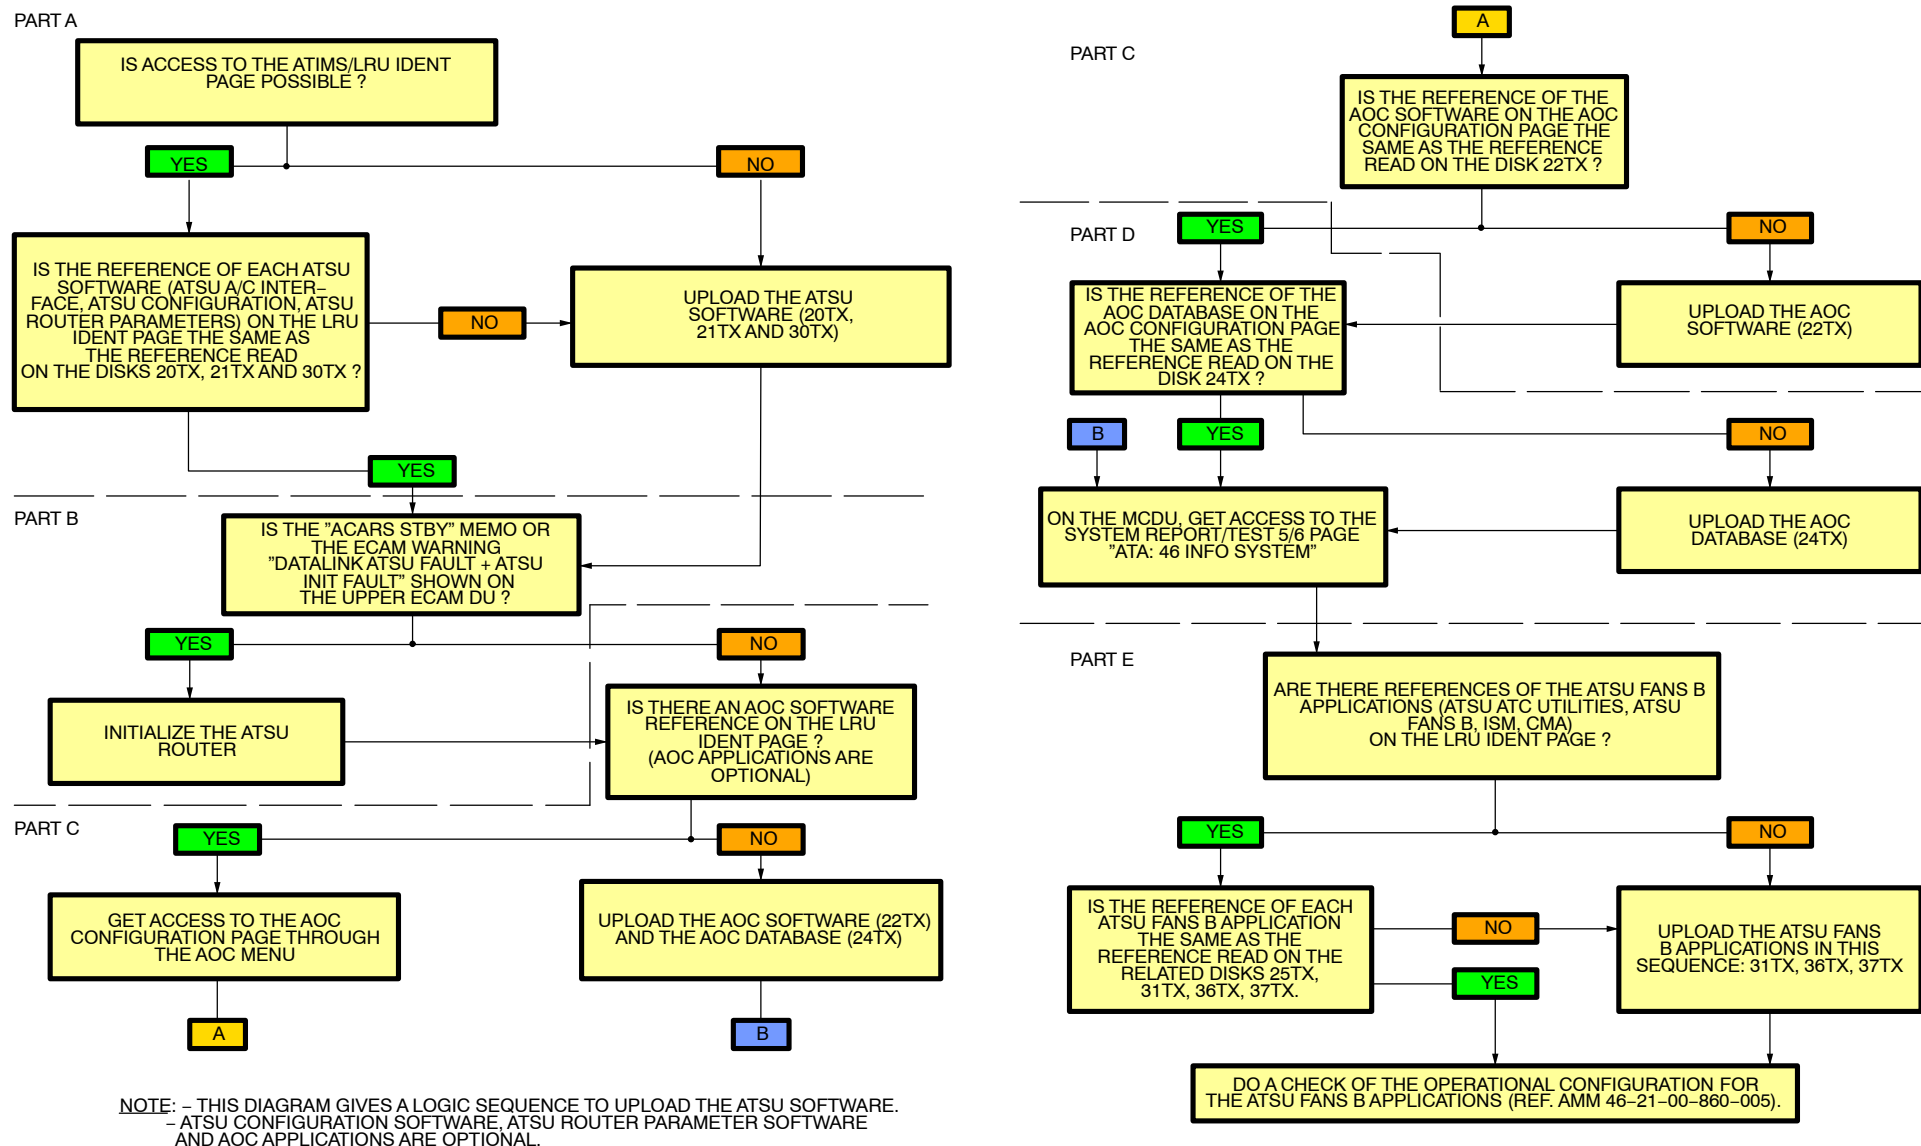 PART A
IS ACCESS TO THE ATIMS/LRU IDENT
PAGE POSSIBLE ?
YES
NO
IS THE REFERENCE OF EACH ATSU
SOFTWARE (ATSU A/C INTER–
FACE, ATSU CONFIGURATION, ATSU
ROUTER PARAMETERS) ON THE LRU
IDENT PAGE THE SAME AS
THE REFERENCE READ
ON THE DISKS 20TX, 21TX AND 30TX ?
NO
UPLOAD THE ATSU
SOFTWARE (20TX,
21TX AND 30TX)
YES
PART B
IS THE ”ACARS STBY” MEMO OR
THE ECAM WARNING
”DATALINK ATSU FAULT + ATSU
INIT FAULT” SHOWN ON
THE UPPER ECAM DU ?
YES
NO
INITIALIZE THE ATSU
ROUTER
IS THERE AN AOC SOFTWARE
REFERENCE ON THE LRU
IDENT PAGE ?
(AOC APPLICATIONS ARE
OPTIONAL)
PART C
YES
NO
GET ACCESS TO THE AOC
CONFIGURATION PAGE THROUGH
THE AOC MENU
UPLOAD THE AOC SOFTWARE (22TX)
AND THE AOC DATABASE (24TX)
A
B
NOTE: – THIS DIAGRAM GIVES A LOGIC SEQUENCE TO UPLOAD THE ATSU SOFTWARE.
– ATSU CONFIGURATION SOFTWARE, ATSU ROUTER PARAMETER SOFTWARE
AND AOC APPLICATIONS ARE OPTIONAL.
A
PART C
IS THE REFERENCE OF THE
AOC SOFTWARE ON THE AOC
CONFIGURATION PAGE THE
SAME AS THE REFERENCE
READ ON THE DISK 22TX ?
PART D
YES
NO
IS THE REFERENCE OF THE
AOC DATABASE ON THE
AOC CONFIGURATION PAGE
THE SAME AS THE
REFERENCE READ ON THE
DISK 24TX ?
UPLOAD THE AOC
SOFTWARE (22TX)
B
YES
NO
ON THE MCDU, GET ACCESS TO THE
SYSTEM REPORT/TEST 5/6 PAGE
”ATA: 46 INFO SYSTEM”
UPLOAD THE AOC
DATABASE (24TX)
PART E
ARE THERE REFERENCES OF THE ATSU FANS B
APPLICATIONS (ATSU ATC UTILITIES, ATSU
FANS B, ISM, CMA)
ON THE LRU IDENT PAGE ?
YES
NO
IS THE REFERENCE OF EACH
ATSU FANS B APPLICATION
THE SAME AS THE
REFERENCE READ ON THE
RELATED DISKS 25TX,
31TX, 36TX, 37TX.
NO
YES
UPLOAD THE ATSU FANS
B APPLICATIONS IN THIS
SEQUENCE: 31TX, 36TX, 37TX
DO A CHECK OF THE OPERATIONAL CONFIGURATION FOR
THE ATSU FANS B APPLICATIONS (REF. AMM 46–21–00–860–005).